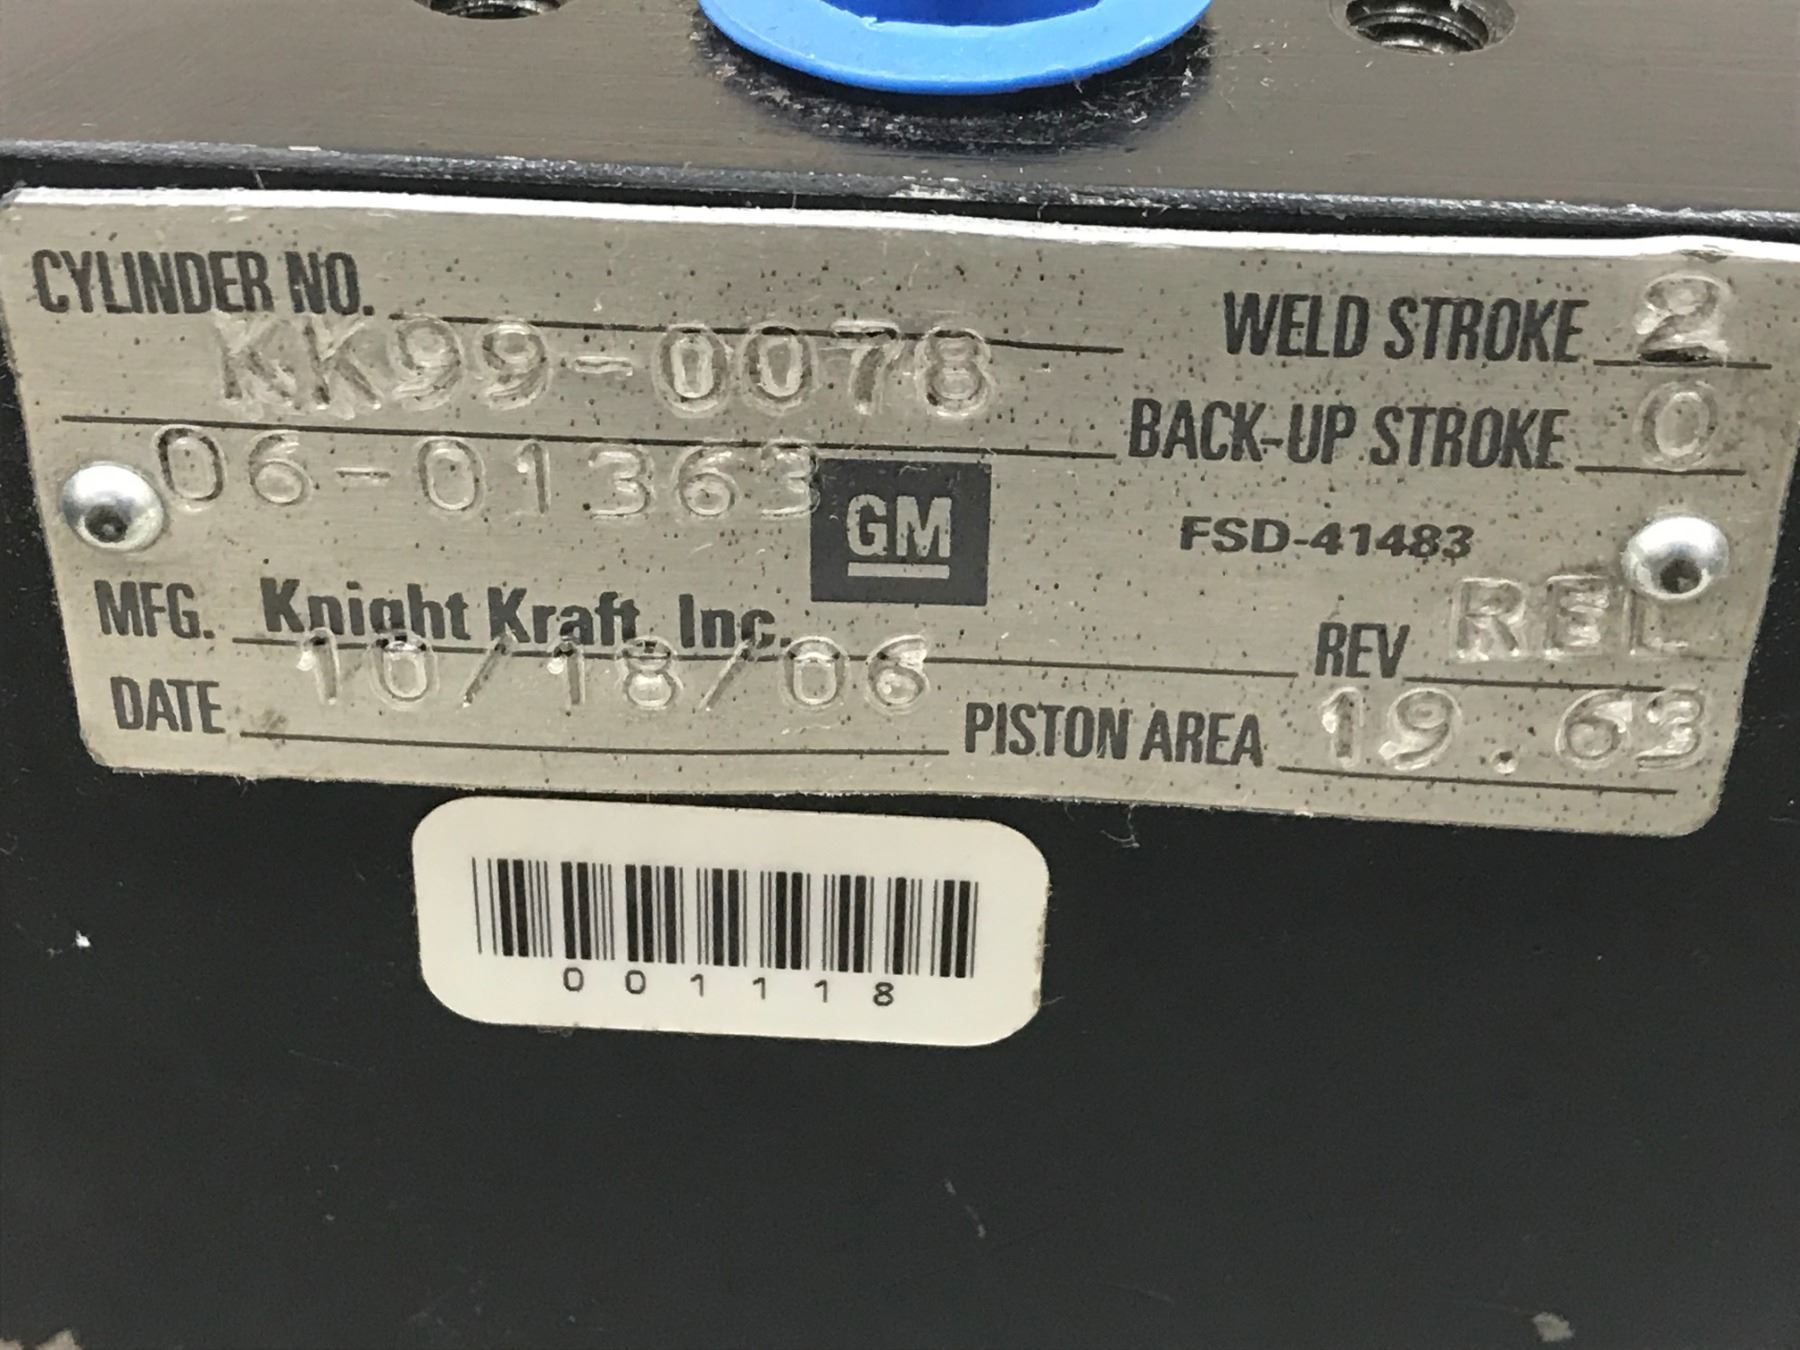 CYLINDER NO. KK99-0078
WELD STROKE 2
06-01363
BACK-UP STROKE 0
GM
FSD-41483
MFG. Knight Kraft, Inc.
REV REL
DATE 10/18/06
PISTON AREA 19.63
001118